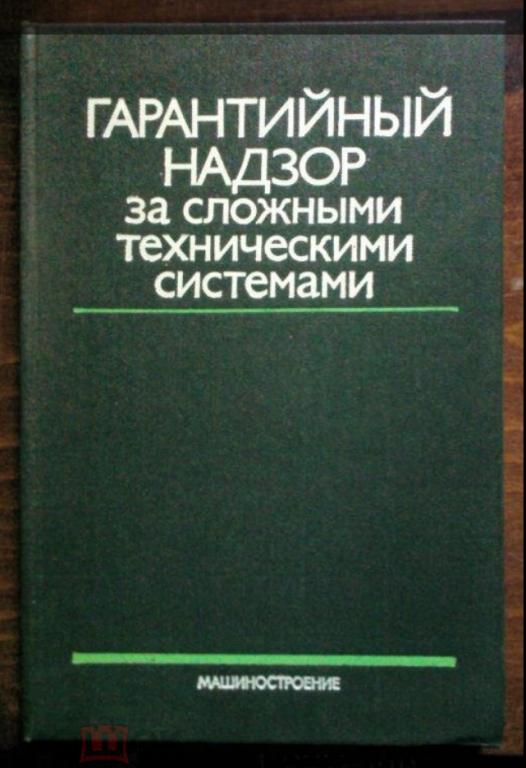 ГАРАНТИЙНЫЙ
НАДЗОР
за сложными
техническими
системами
МАШИНОСТРОЕНИЕ